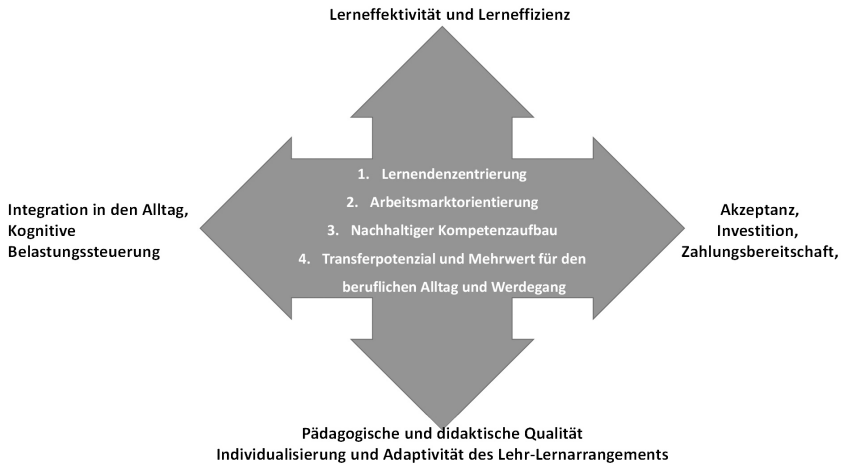 Lerneffektivität und Lerneffizienz
1. Lernendenzentrierung
2. Arbeitsmarktorientierung
3. Nachhaltiger Kompetenzaufbau
4. Transferpotenzial und Mehrwert für den
beruflichen Alltag und Werdegang
Integration in den Alltag,
Kognitive
Belastungssteuerung
Akzeptanz,
Investition,
Zahlungsbereitschaft,
Pädagogische und didaktische Qualität
Individualisierung und Adaptivität des Lehr-Lernarrangements